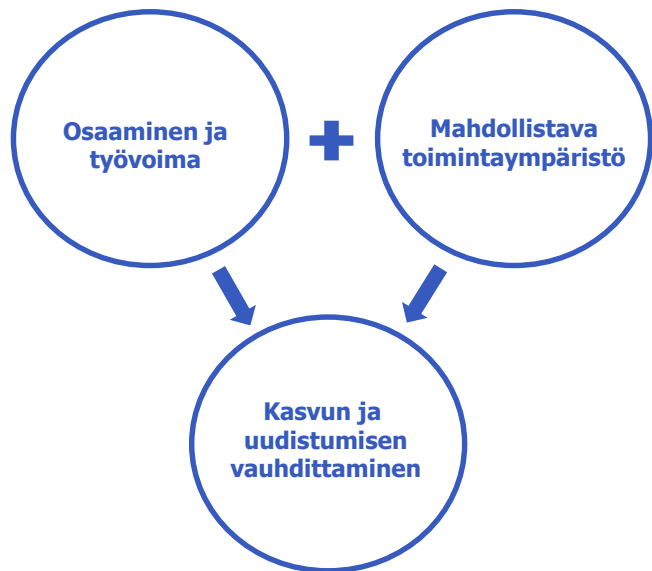 Osaaminen ja
työvoima
Mahdollistava
toimintaympäristö
Kasvun ja
uudistumisen
vauhdittaminen